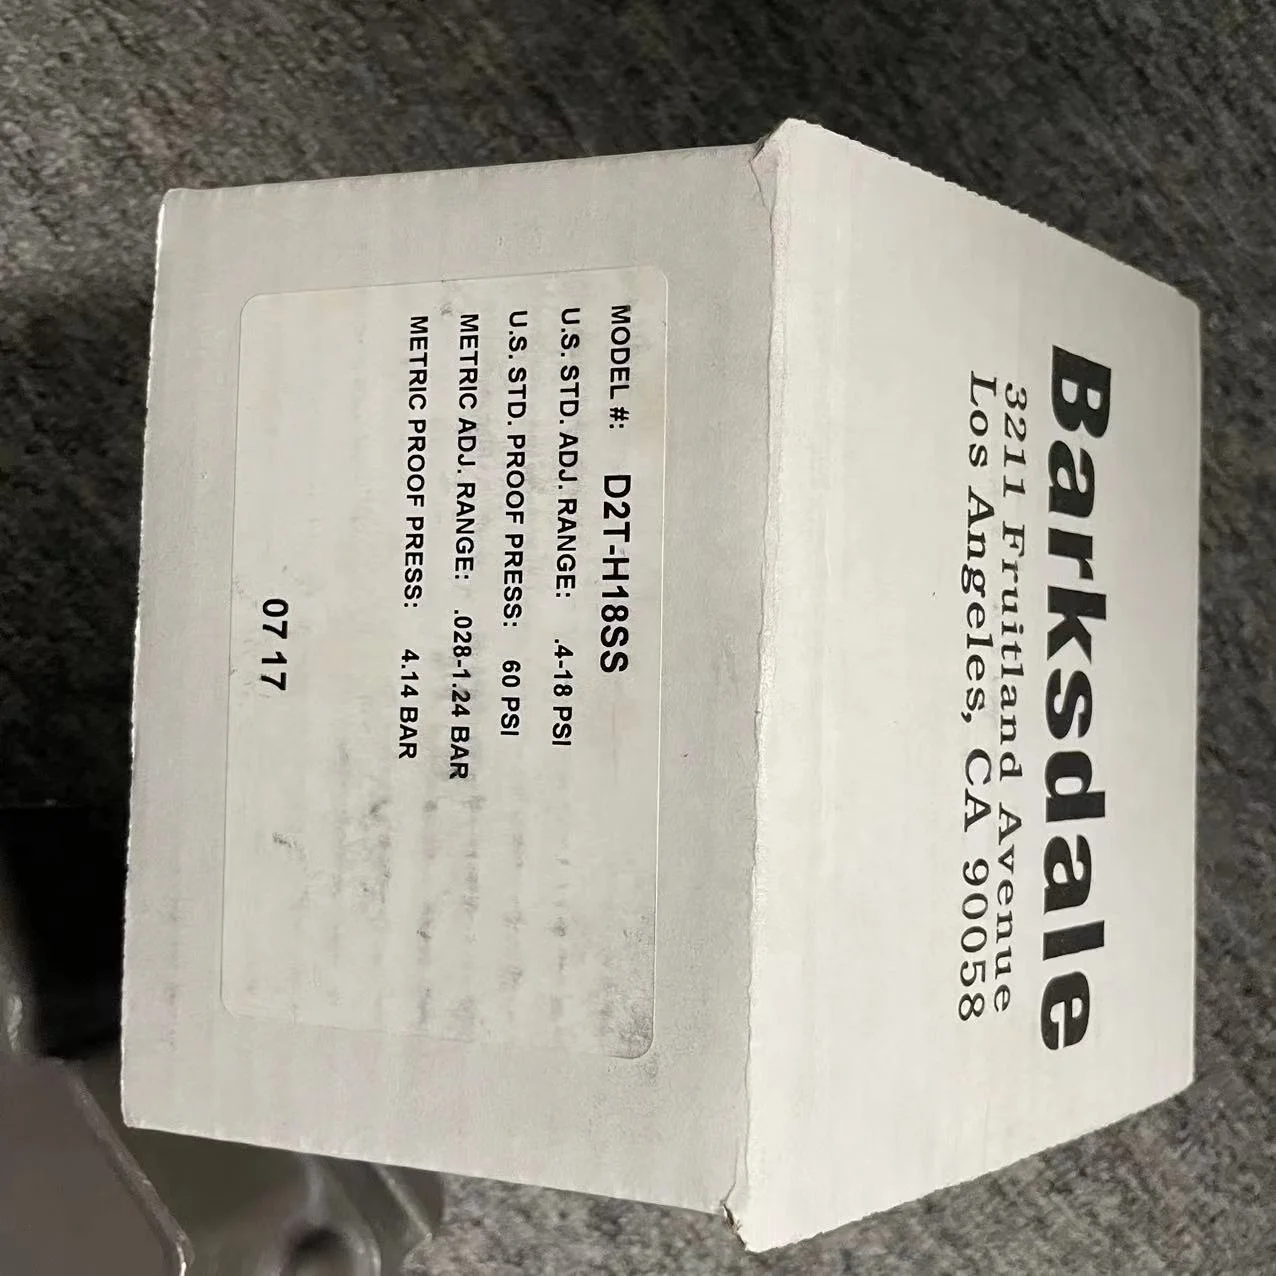 Barksdale
3211 Fruitland Avenue
Los Angeles, CA 90058
MODEL #: D2T-H18SS
U.S. STD. ADJ. RANGE: .4-18 PSI
U.S. STD. PROOF PRESS: 60 PSI
METRIC ADJ. RANGE: .028-1.24 BAR
METRIC PROOF PRESS: 4.14 BAR
07 17